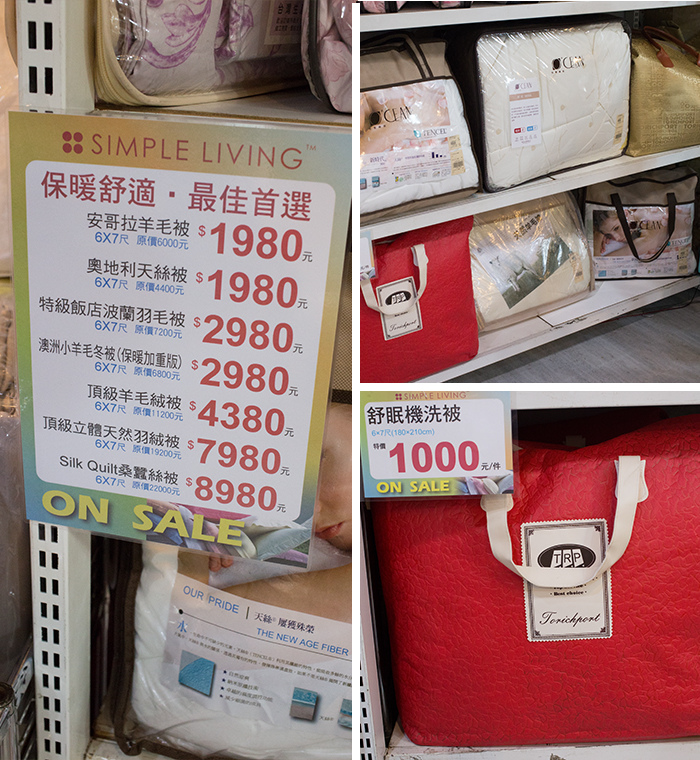 SIMPLE LIVING™
保暖舒適・最佳首選
安哥拉羊毛被
6X7尺 原價6000元
$1980元
奧地利天絲被
6X7尺 原價4400元
$1980元
特級飯店波蘭羽毛被
6X7尺 原價7200元
$2980元
澳洲小羊毛冬被(保暖加重版)
6X7尺 原價6800元
$2980元
頂級羊毛絨被
6X7尺 原價11200元
$4380元
頂級立體天然羽絨被
6X7尺 原價19200元
$7980元
Silk Quilt桑蠶絲被
6X7尺 原價22000元
$8980元
ON SALE
OUR PRIDE | 天絲® 屢獲殊榮
THE NEW AGE FIBER
OCEAN
TENCEL
OCEAN
OCEAN
TRP
Torichport
SIMPLE LIVING
舒眠機洗被
6×7尺(180×210cm)
特價
1000元/件
ON SALE
TRP
Best choice
Torichport